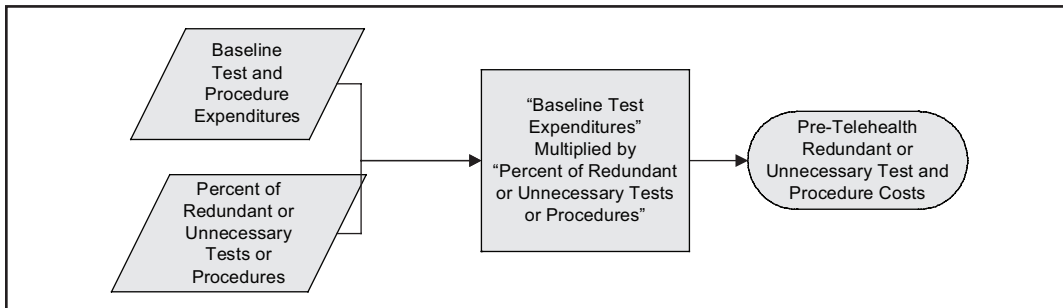 Baseline
Test and
Procedure
Expenditures
Percent of
Redundant or
Unnecessary
Tests or
Procedures
“Baseline Test
Expenditures”
Multiplied by
“Percent of Redundant
or Unnecessary Tests
or Procedures”
Pre-Telehealth
Redundant or
Unnecessary Test and
Procedure Costs